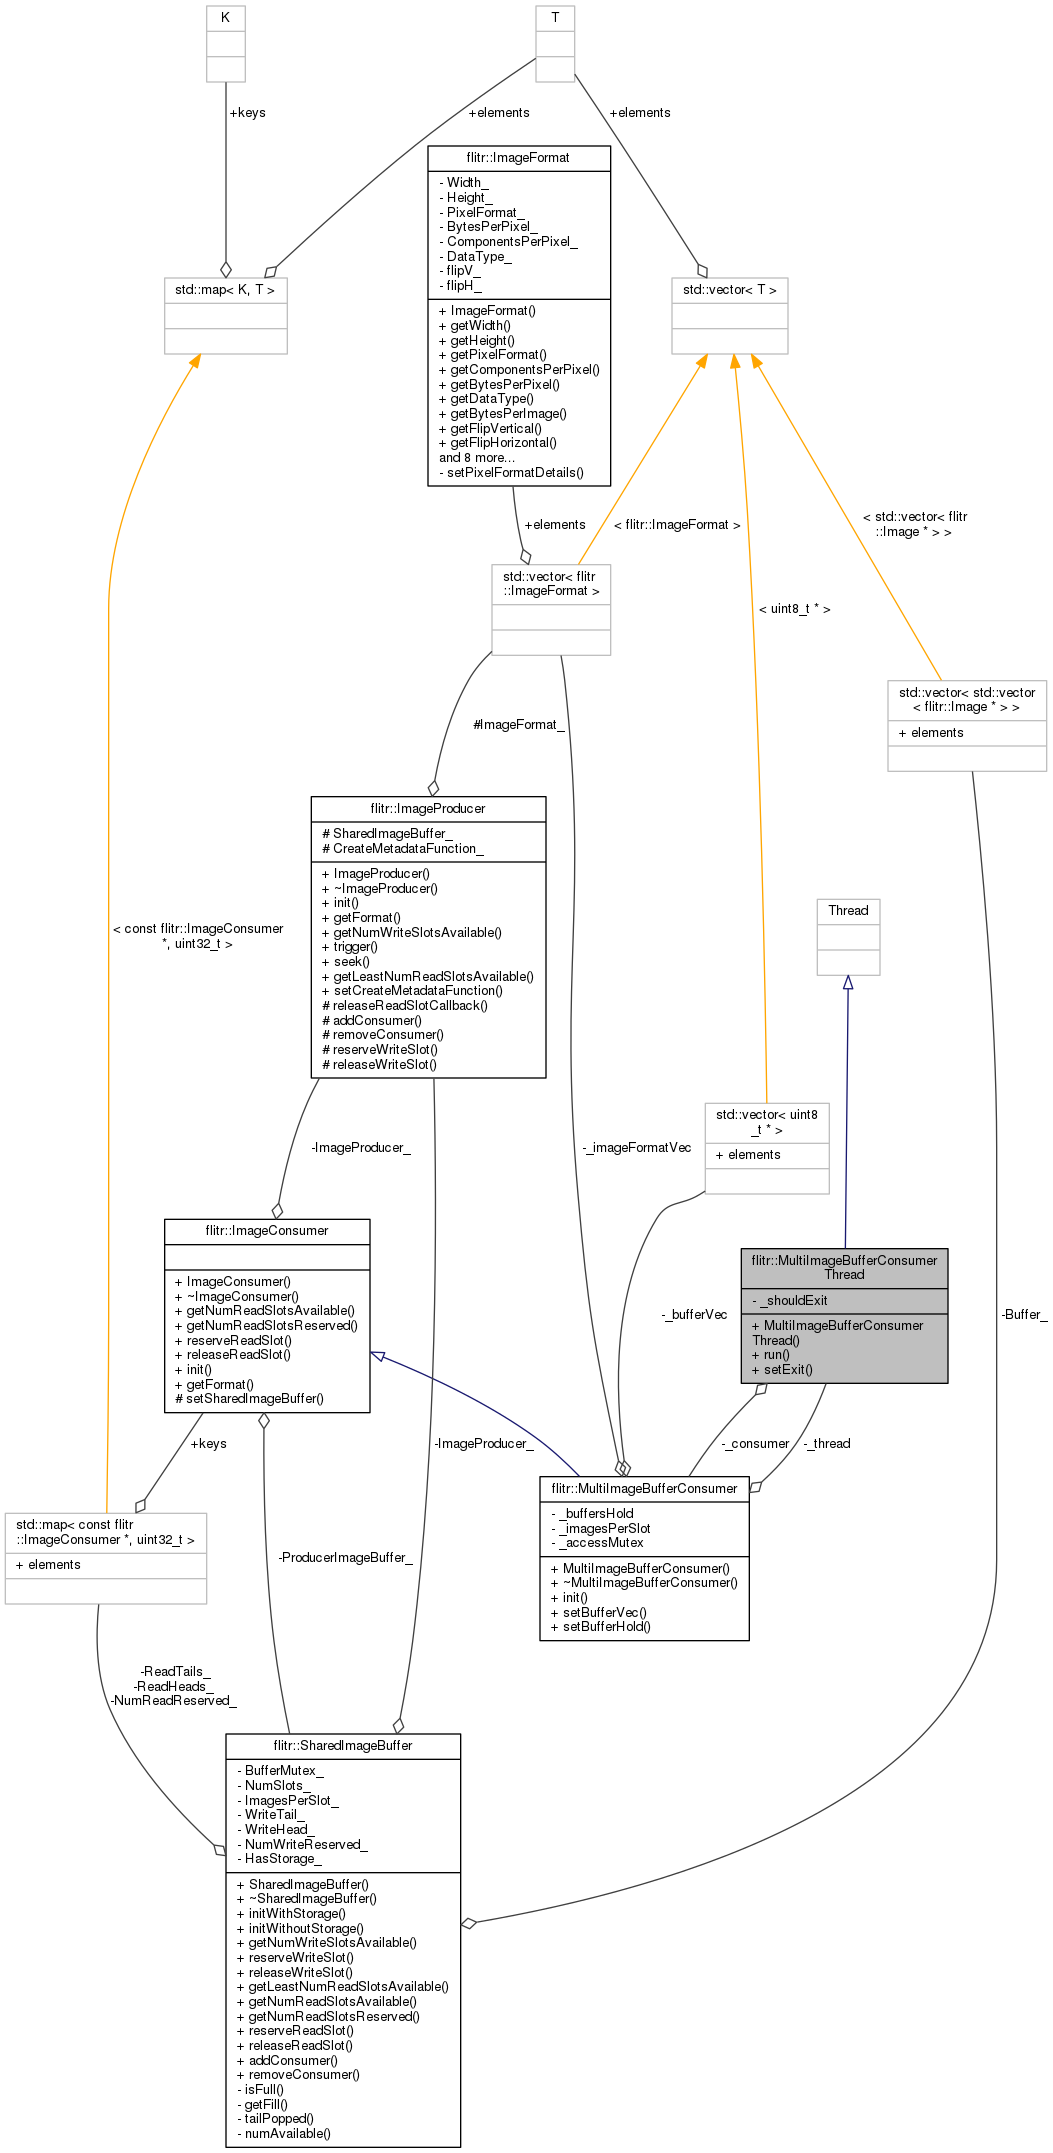 K
T
+keys
+elements
+elements
flitr::ImageFormat
- Width_
- Height_
- PixelFormat_
- BytesPerPixel_
- ComponentsPerPixel_
- DataType_
- flipV_
- flipH_
+ ImageFormat()
+ getWidth()
+ getHeight()
+ getPixelFormat()
+ getComponentsPerPixel()
+ getBytesPerPixel()
+ getDataType()
+ getBytesPerImage()
+ getFlipVertical()
+ getFlipHorizontal()
and 8 more...
- setPixelFormatDetails()
std::map< K, T >
std::vector< T >
+elements
< flitr::ImageFormat >
< std::vector< flitr
::Image * > >
std::vector< flitr
::ImageFormat >
< uint8_t * >
std::vector< std::vector
< flitr::Image * > >
+ elements
#ImageFormat_
flitr::ImageProducer
# SharedImageBuffer_
# CreateMetadataFunction_
+ ImageProducer()
+ ~ImageProducer()
+ init()
+ getFormat()
+ getNumWriteSlotsAvailable()
+ trigger()
+ seek()
+ getLeastNumReadSlotsAvailable()
+ setCreateMetadataFunction()
# releaseReadSlotCallback()
# addConsumer()
# removeConsumer()
# reserveWriteSlot()
# releaseWriteSlot()
< const flitr::ImageConsumer
*, uint32_t >
Thread
std::vector< uint8
_t * >
+ elements
-ImageProducer_
-_imageFormatVec
flitr::ImageConsumer
+ ImageConsumer()
+ ~ImageConsumer()
+ getNumReadSlotsAvailable()
+ getNumReadSlotsReserved()
+ reserveReadSlot()
+ releaseReadSlot()
+ init()
+ getFormat()
# setSharedImageBuffer()
flitr::MultiImageBufferConsumer
Thread
- _shouldExit
+ MultiImageBufferConsumer
Thread()
+ run()
+ setExit()
-_bufferVec
-Buffer_
+keys
-ImageProducer_
-_consumer
-_thread
flitr::MultiImageBufferConsumer
- _buffersHold
- _imagesPerSlot
- _accessMutex
+ MultiImageBufferConsumer()
+ ~MultiImageBufferConsumer()
+ init()
+ setBufferVec()
+ setBufferHold()
std::map< const flitr
::ImageConsumer *, uint32_t >
+ elements
-ProducerImageBuffer_
-ReadTails_
-ReadHeads_
-NumReadReserved_
flitr::SharedImageBuffer
- BufferMutex_
- NumSlots_
- ImagesPerSlot_
- WriteTail_
- WriteHead_
- NumWriteReserved_
- HasStorage_
+ SharedImageBuffer()
+ ~SharedImageBuffer()
+ initWithStorage()
+ initWithoutStorage()
+ getNumWriteSlotsAvailable()
+ reserveWriteSlot()
+ releaseWriteSlot()
+ getLeastNumReadSlotsAvailable()
+ getNumReadSlotsAvailable()
+ getNumReadSlotsReserved()
+ reserveReadSlot()
+ releaseReadSlot()
+ addConsumer()
+ removeConsumer()
- isFull()
- getFill()
- tailPopped()
- numAvailable()